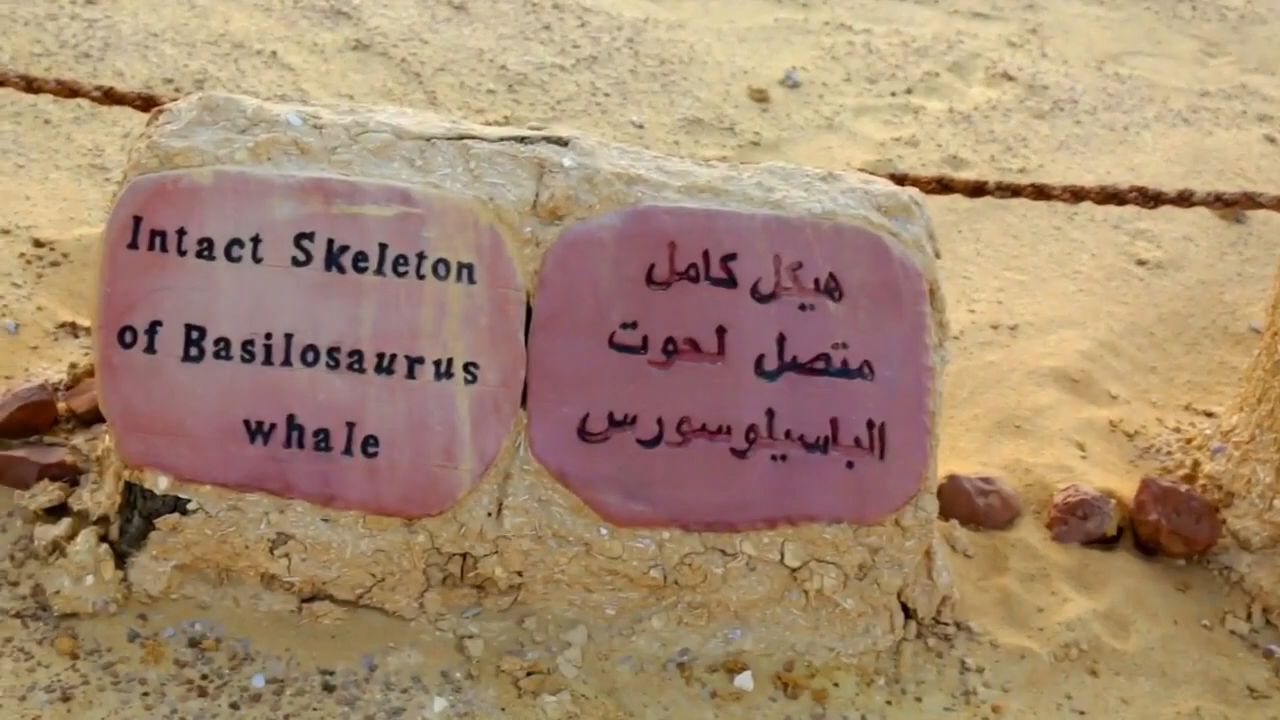 Intact Skeleton
of Basilosaurus
whale
هيكل كامل
متصل لحوت
الباسيلوسورس